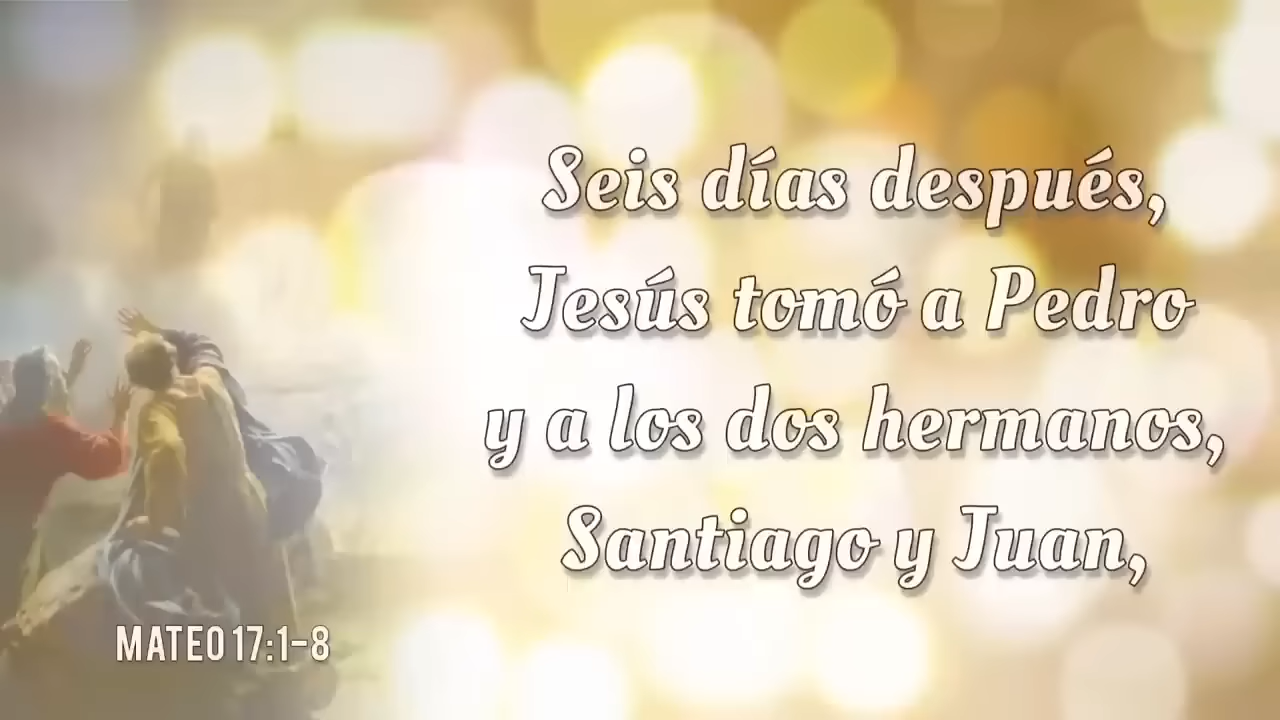 Seis días después,
Jesús tomó a Pedro
y a los dos hermanos,
Santiago y Juan,
MATEO 17:1-8